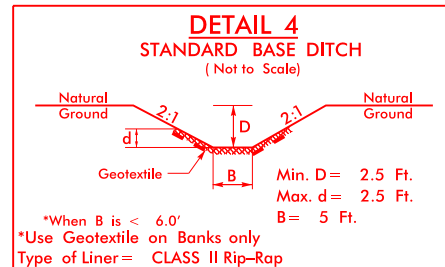 DETAIL 4
STANDARD BASE DITCH
( Not to Scale)
Natural
Ground
2:1
D
2:1
Natural
Ground
d
Geotextile
B
Min. D= 2.5 Ft.
Max. d= 2.5 Ft.
B= 5 Ft.
*When B is < 6.0'
*Use Geotextile on Banks only
Type of Liner= CLASS II Rip-Rap